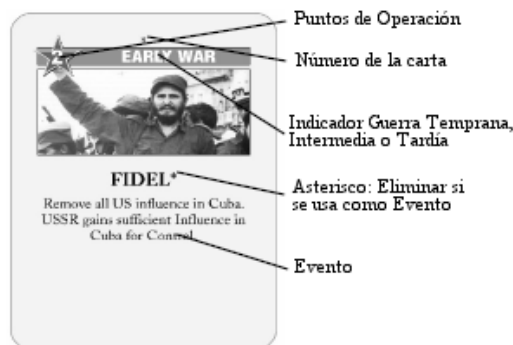 Puntos de Operación
2
EARLY WAR
Número de la carta
Indicador Guerra Temprana,
Intermedia o Tardía
FIDEL*
Asterisco: Eliminar si
se usa como Evento
Remove all US influence in Cuba.
USSR gains sufficient Influence in
Cuba for Control.
Evento